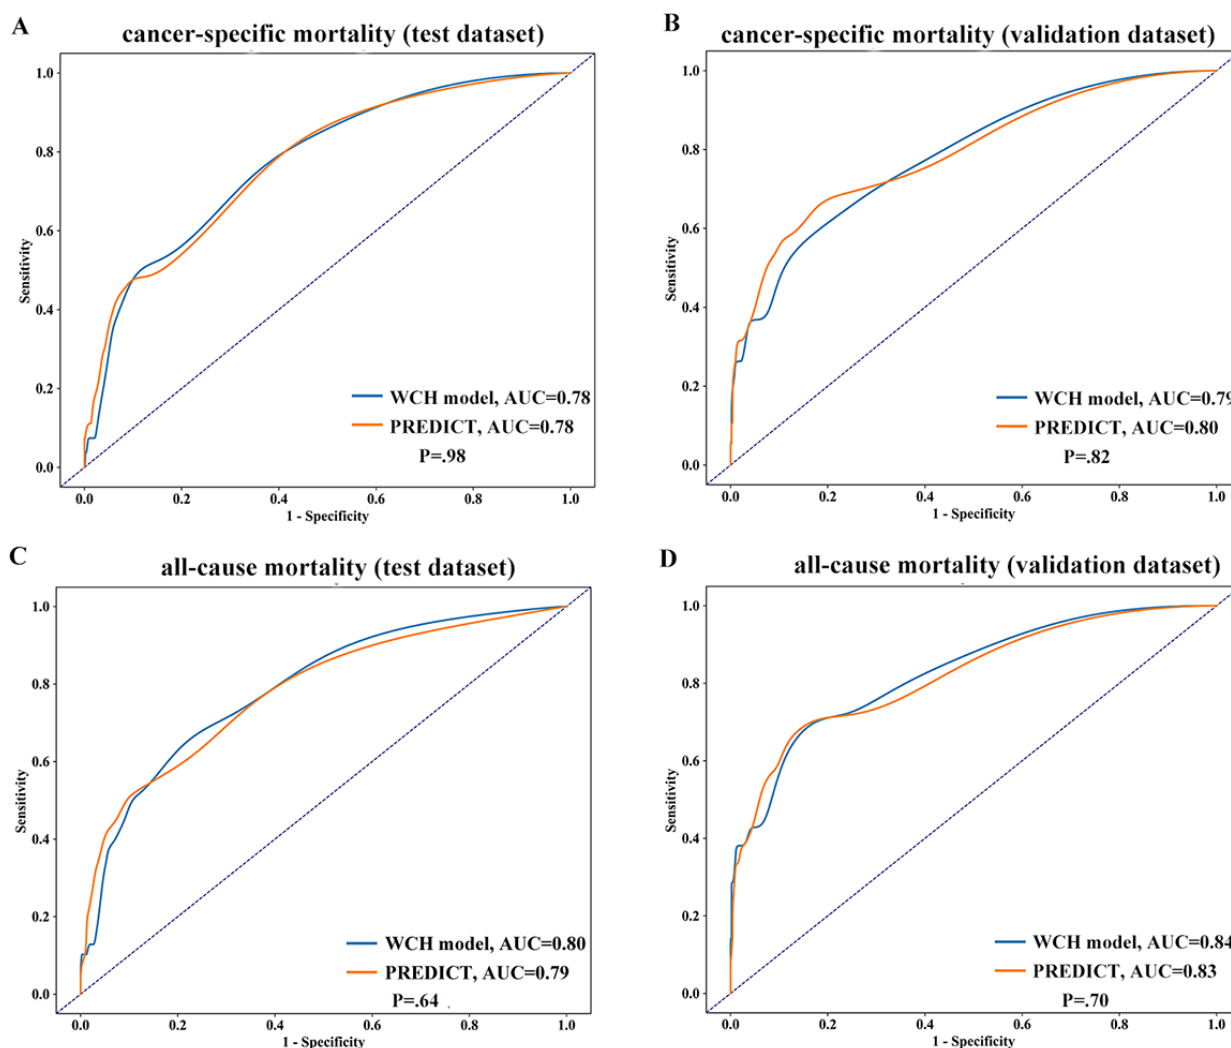 A
cancer-specific mortality (test dataset)
1.0
0.8
0.6
0.4
0.2
0.0
Sensitivity
WCH model, AUC=0.78
PREDICT, AUC=0.78
P=.98
0.0 0.2 0.4 0.6 0.8 1.0
1 - Specificity
B
cancer-specific mortality (validation dataset)
1.0
0.8
0.6
0.4
0.2
0.0
Sensitivity
WCH model, AUC=0.79
PREDICT, AUC=0.80
P=.82
0.0 0.2 0.4 0.6 0.8 1.0
1 - Specificity
C
all-cause mortality (test dataset)
1.0
0.8
0.6
0.4
0.2
0.0
Sensitivity
WCH model, AUC=0.80
PREDICT, AUC=0.79
P=.64
0.0 0.2 0.4 0.6 0.8 1.0
1 - Specificity
D
all-cause mortality (validation dataset)
1.0
0.8
0.6
0.4
0.2
0.0
Sensitivity
WCH model, AUC=0.84
PREDICT, AUC=0.83
P=.70
0.0 0.2 0.4 0.6 0.8 1.0
1 - Specificity